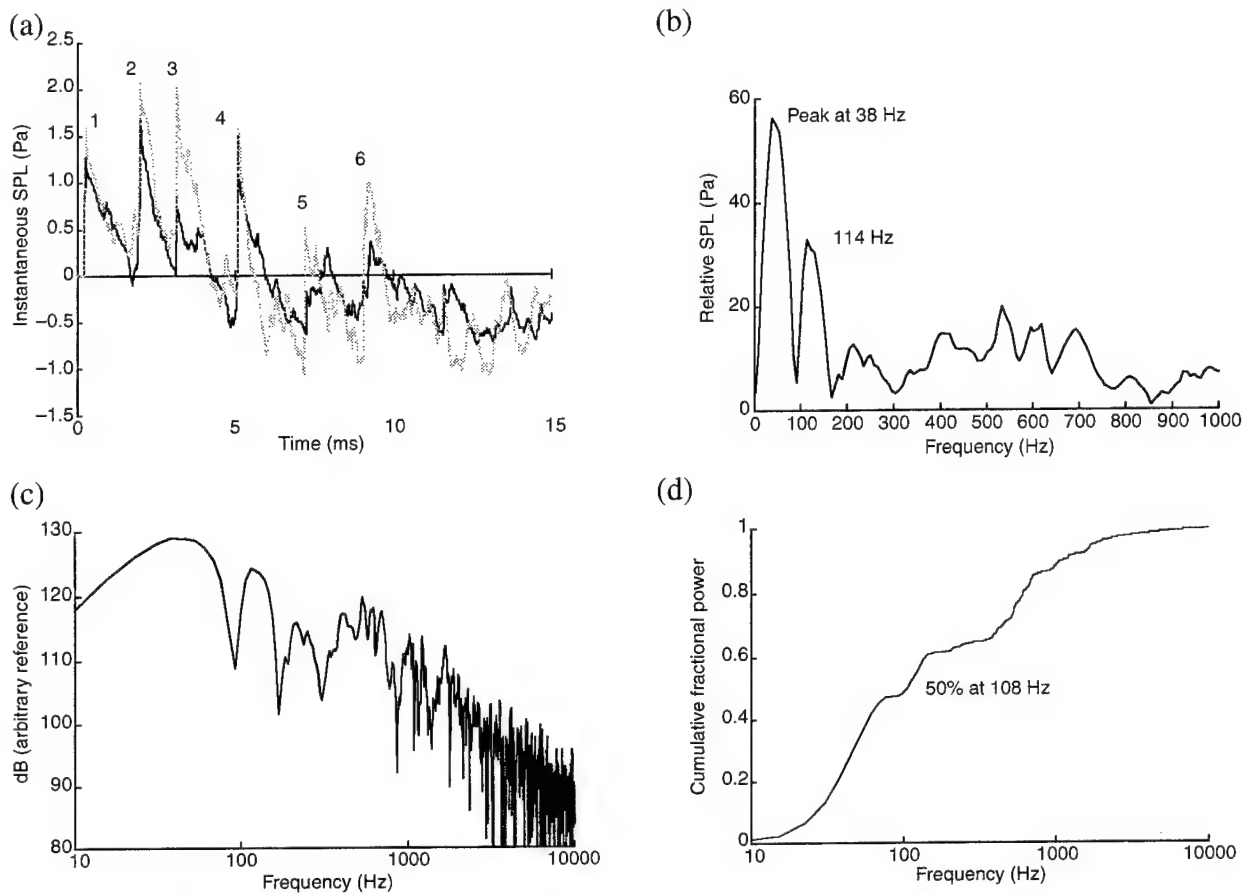 (a)
2.5
2.0
1.5
1.0
0.5
0
−0.5
−1.0
−1.5
Instantaneous SPL (Pa)
1
2
3
4
5
6
0
5
10
15
Time (ms)
(b)
60
40
20
0
Relative SPL (Pa)
Peak at 38 Hz
114 Hz
0 100 200 300 400 500 600 700 800 900 1000
Frequency (Hz)
(c)
130
120
110
100
90
80
dB (arbitrary reference)
10 100 1000 10000
Frequency (Hz)
(d)
1
0.8
0.6
0.4
0.2
0
Cumulative fractional power
50% at 108 Hz
10 100 1000 10000
Frequency (Hz)